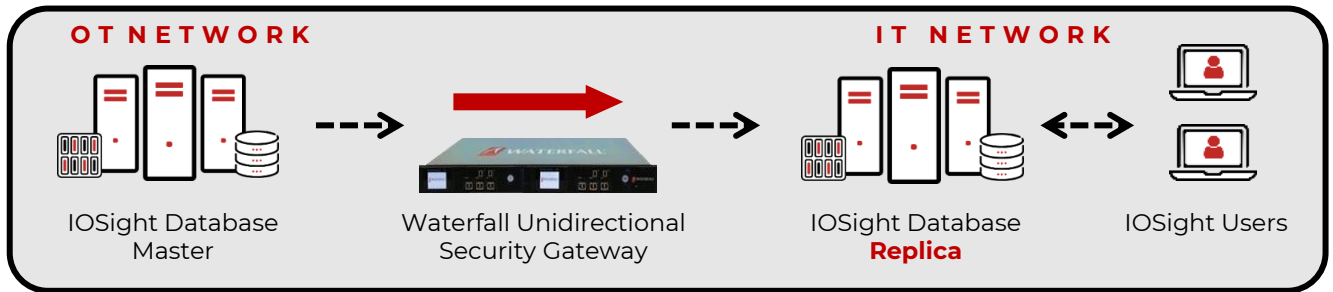 OT NETWORK
IT NETWORK
WATERFALL
IOSight Database
Master
Waterfall Unidirectional
Security Gateway
IOSight Database
Replica
IOSight Users